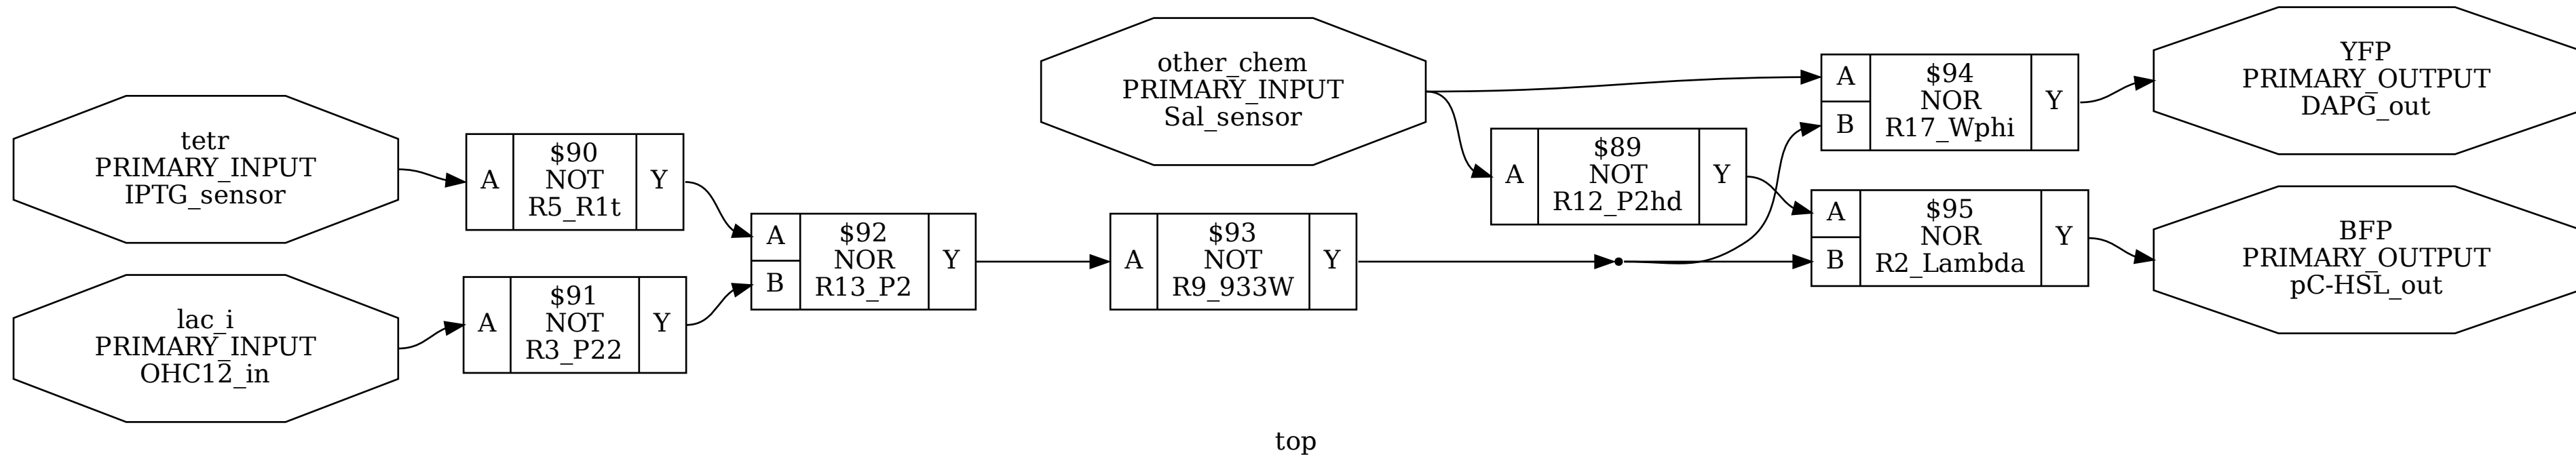 tetr
PRIMARY_INPUT
IPTG_sensor
lac_i
PRIMARY_INPUT
OHC12_in
A
$90
NOT
R5_R1t
Y
A
$91
NOT
R3_P22
Y
A
B
$92
NOR
R13_P2
Y
other_chem
PRIMARY_INPUT
Sal_sensor
A
$93
NOT
R9_933W
Y
A
$89
NOT
R12_P2hd
Y
A
B
$94
NOR
R17_Wphi
Y
A
B
$95
NOR
R2_Lambda
Y
YFP
PRIMARY_OUTPUT
DAPG_out
BFP
PRIMARY_OUTPUT
pC-HSL_out
top